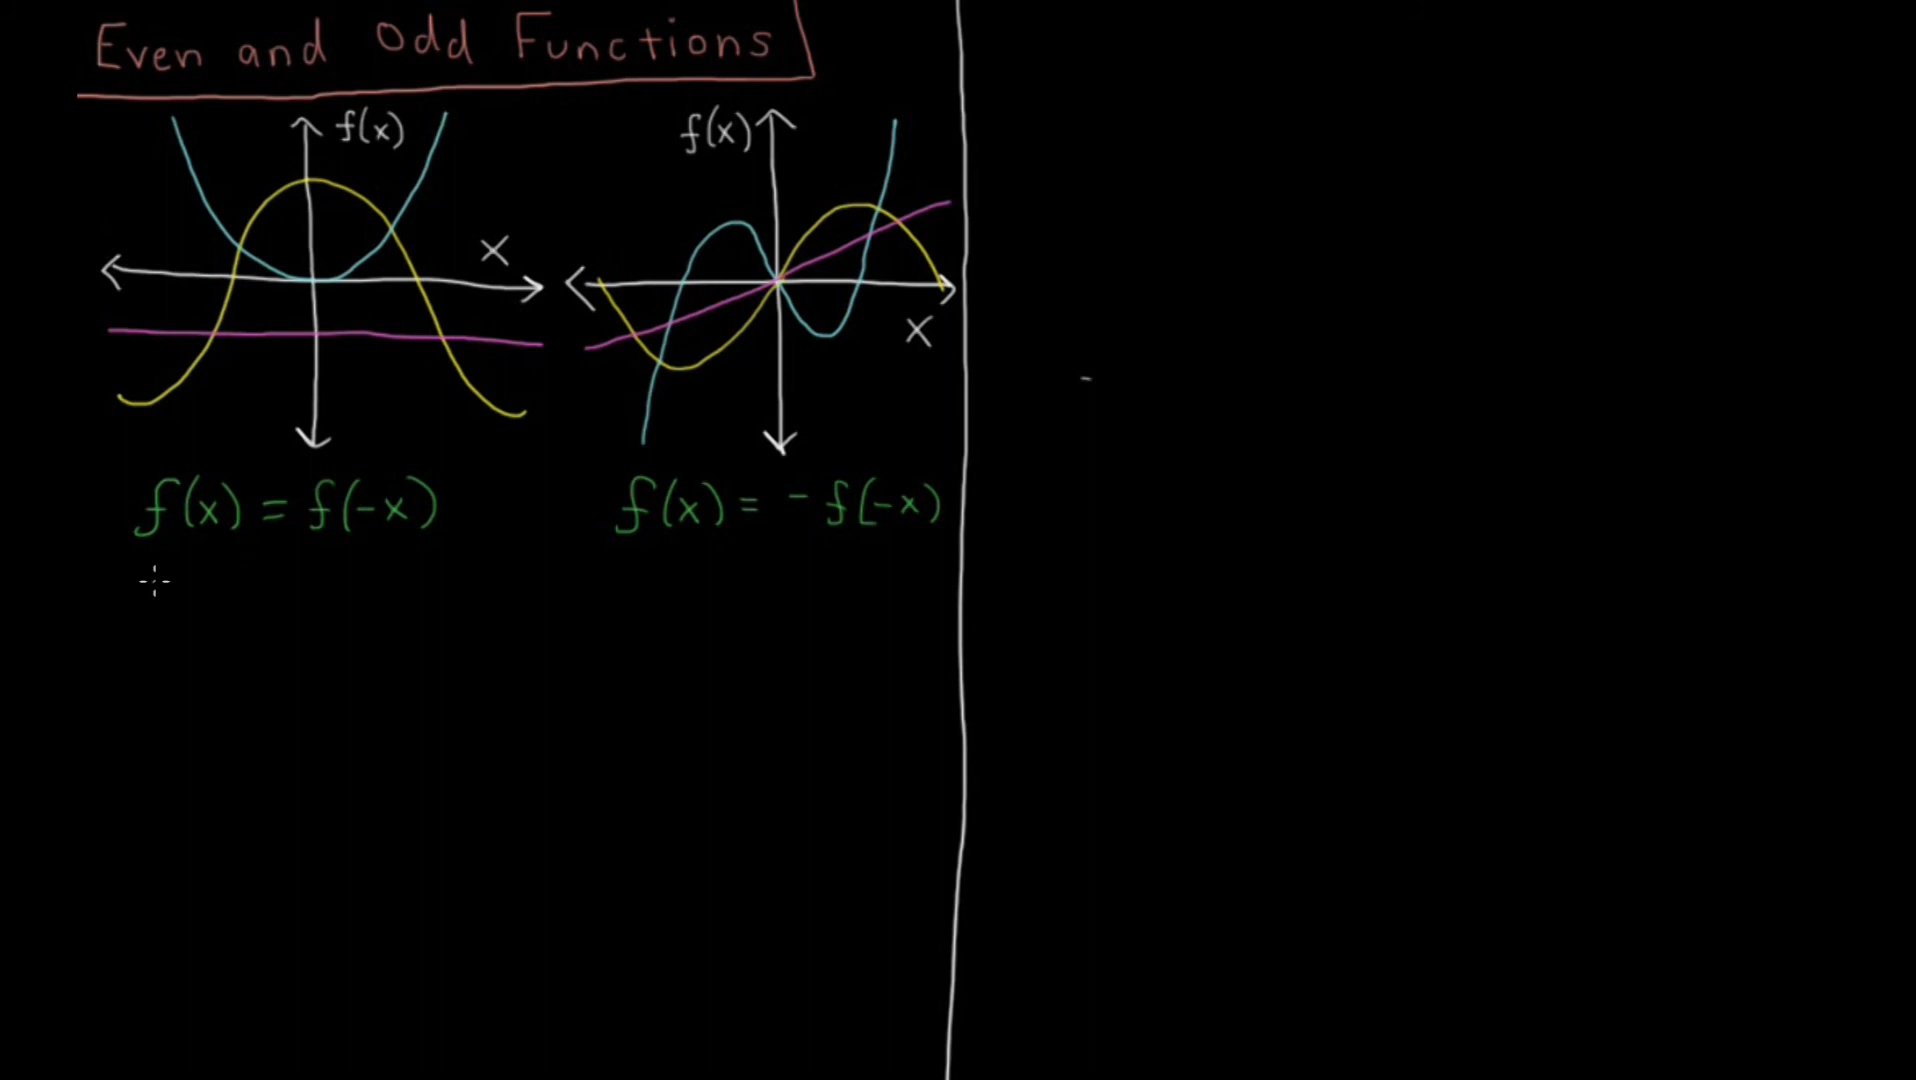 Even and Odd Functions
f(x)
x
f(x)
x
f(x) = f(-x)
f(x) = -f(-x)